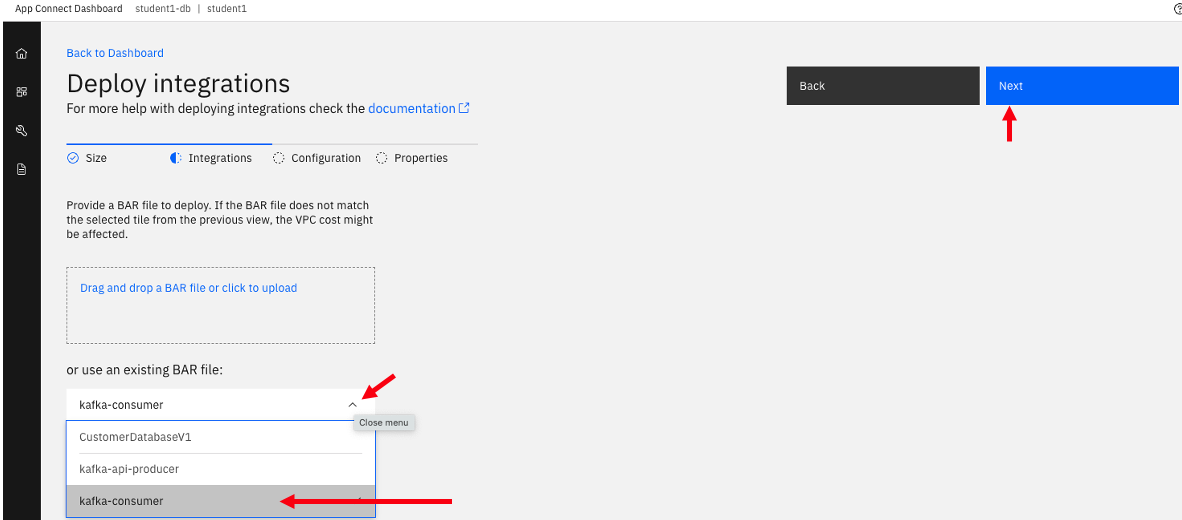 App Connect Dashboard student1-db | student1
Back to Dashboard
Deploy integrations
For more help with deploying integrations check the documentation
Back
Next
Size
Integrations
Configuration
Properties
Provide a BAR file to deploy. If the BAR file does not match
the selected tile from the previous view, the VPC cost might
be affected.
Drag and drop a BAR file or click to upload
or use an existing BAR file:
kafka-consumer
Close menu
CustomerDatabaseV1
kafka-api-producer
kafka-consumer